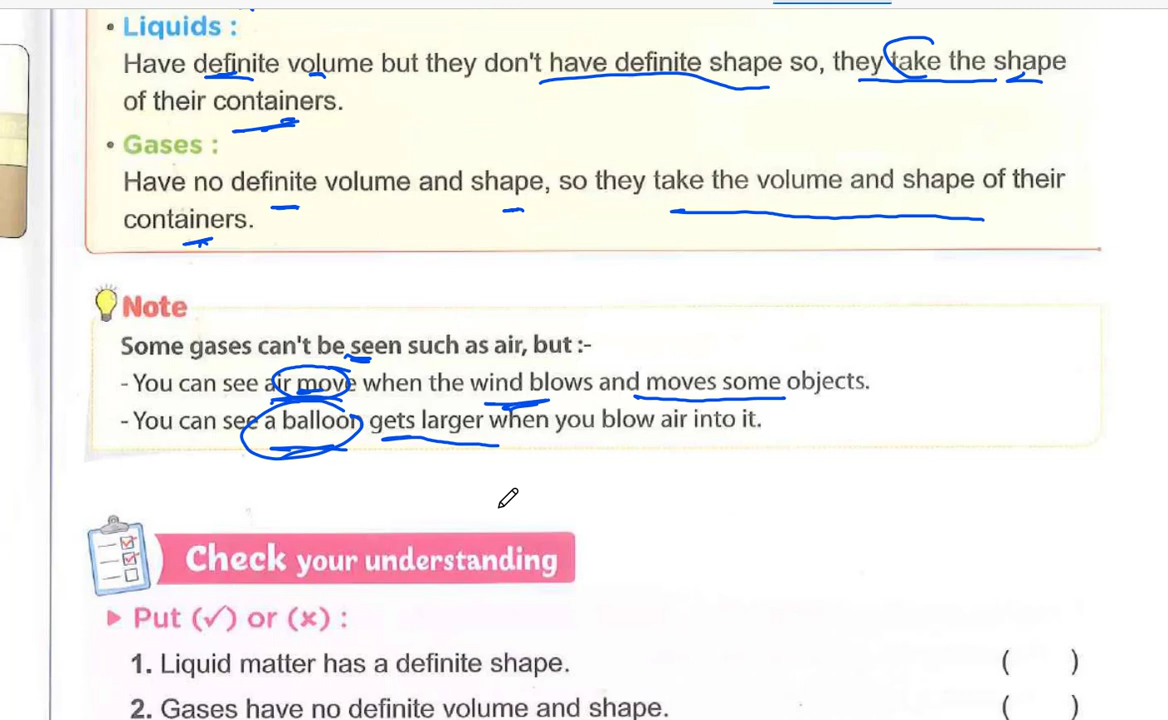 • Liquids :
Have definite volume but they don't have definite shape so, they take the shape
of their containers.
• Gases :
Have no definite volume and shape, so they take the volume and shape of their
containers.
Note
Some gases can't be seen such as air, but :-
- You can see air move when the wind blows and moves some objects.
- You can see a balloon gets larger when you blow air into it.
Check your understanding
Put (✓) or (×) :
1. Liquid matter has a definite shape. ( )
2. Gases have no definite volume and shape. ( )